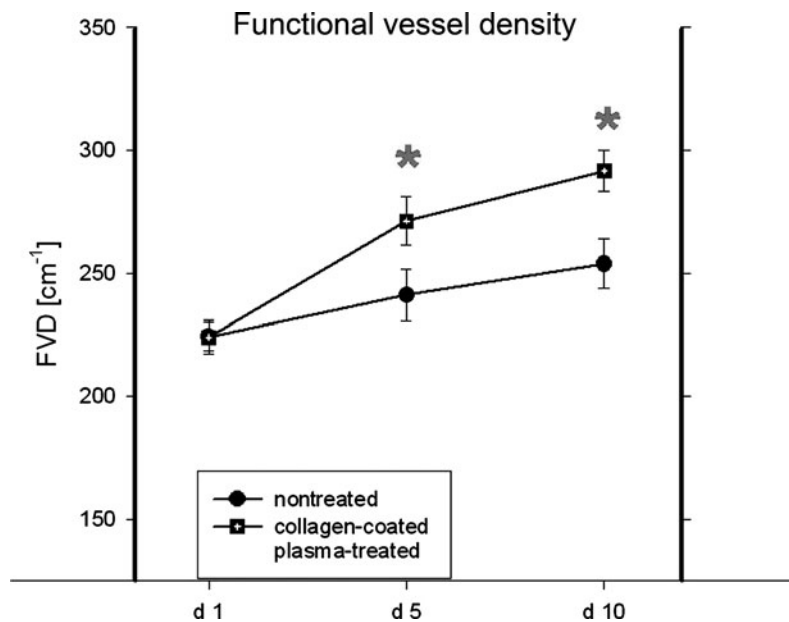 Functional vessel density
350
300
250
200
150
FVD [cm⁻¹]
*
*
nontreated
collagen-coated
plasma-treated
d 1
d 5
d 10